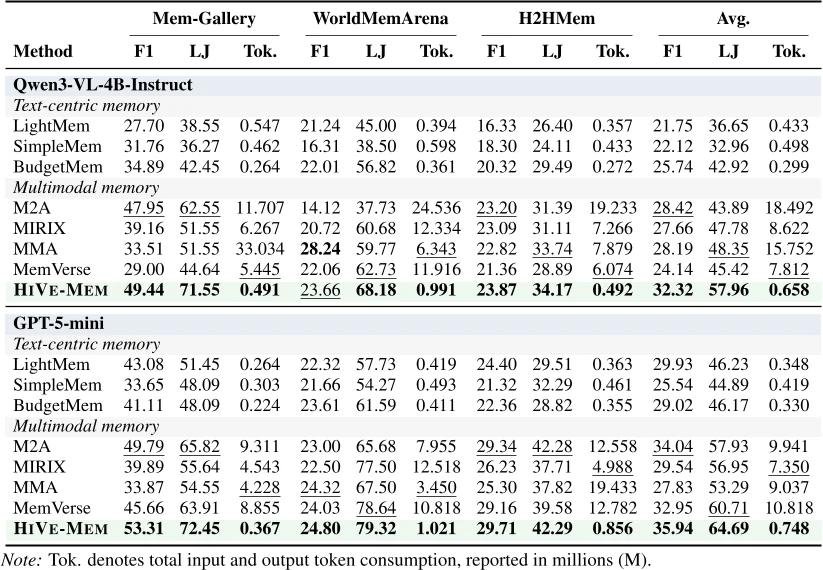 Mem-Gallery WorldMemArena H2HMem Avg.
Method F1 LJ Tok. F1 LJ Tok. F1 LJ Tok. F1 LJ Tok.
Qwen3-VL-4B-Instruct
Text-centric memory
LightMem 27.70 38.55 0.547 21.24 45.00 0.394 16.33 26.40 0.357 21.75 36.65 0.433
SimpleMem 31.76 36.27 0.462 16.31 38.50 0.598 18.30 24.11 0.433 22.12 32.96 0.498
BudgetMem 34.89 42.45 0.264 22.01 56.82 0.361 20.32 29.49 0.272 25.74 42.92 0.299
Multimodal memory
M2A 47.95 62.55 11.707 14.12 37.73 24.536 23.20 31.39 19.233 28.42 43.89 18.492
MIRIX 39.16 51.55 6.267 20.72 60.68 12.334 23.09 31.11 7.266 27.66 47.78 8.622
MMA 33.51 51.55 33.034 28.24 59.77 6.343 22.82 33.74 7.879 28.19 48.35 15.752
MemVerse 29.00 44.64 5.445 22.06 62.73 11.916 21.36 28.89 6.074 24.14 45.42 7.812
HIVE-MEM 49.44 71.55 0.491 23.66 68.18 0.991 23.87 34.17 0.492 32.32 57.96 0.658
GPT-5-mini
Text-centric memory
LightMem 43.08 51.45 0.264 22.32 57.73 0.419 24.40 29.51 0.363 29.93 46.23 0.348
SimpleMem 33.65 48.09 0.303 21.66 54.27 0.493 21.32 32.29 0.461 25.54 44.89 0.419
BudgetMem 41.11 48.09 0.224 23.61 61.59 0.411 22.36 28.82 0.355 29.02 46.17 0.330
Multimodal memory
M2A 49.79 65.82 9.311 23.00 65.68 7.955 29.34 42.28 12.558 34.04 57.93 9.941
MIRIX 39.89 55.64 4.543 22.50 77.50 12.518 26.23 37.71 4.988 29.54 56.95 7.350
MMA 33.87 54.55 4.228 24.32 67.50 3.450 25.30 37.82 19.433 27.83 53.29 9.037
MemVerse 45.66 63.91 8.855 24.03 78.64 10.818 29.16 39.58 12.782 32.95 60.71 10.818
HIVE-MEM 53.31 72.45 0.367 24.80 79.32 1.021 29.71 42.29 0.856 35.94 64.69 0.748
Note: Tok. denotes total input and output token consumption, reported in millions (M).